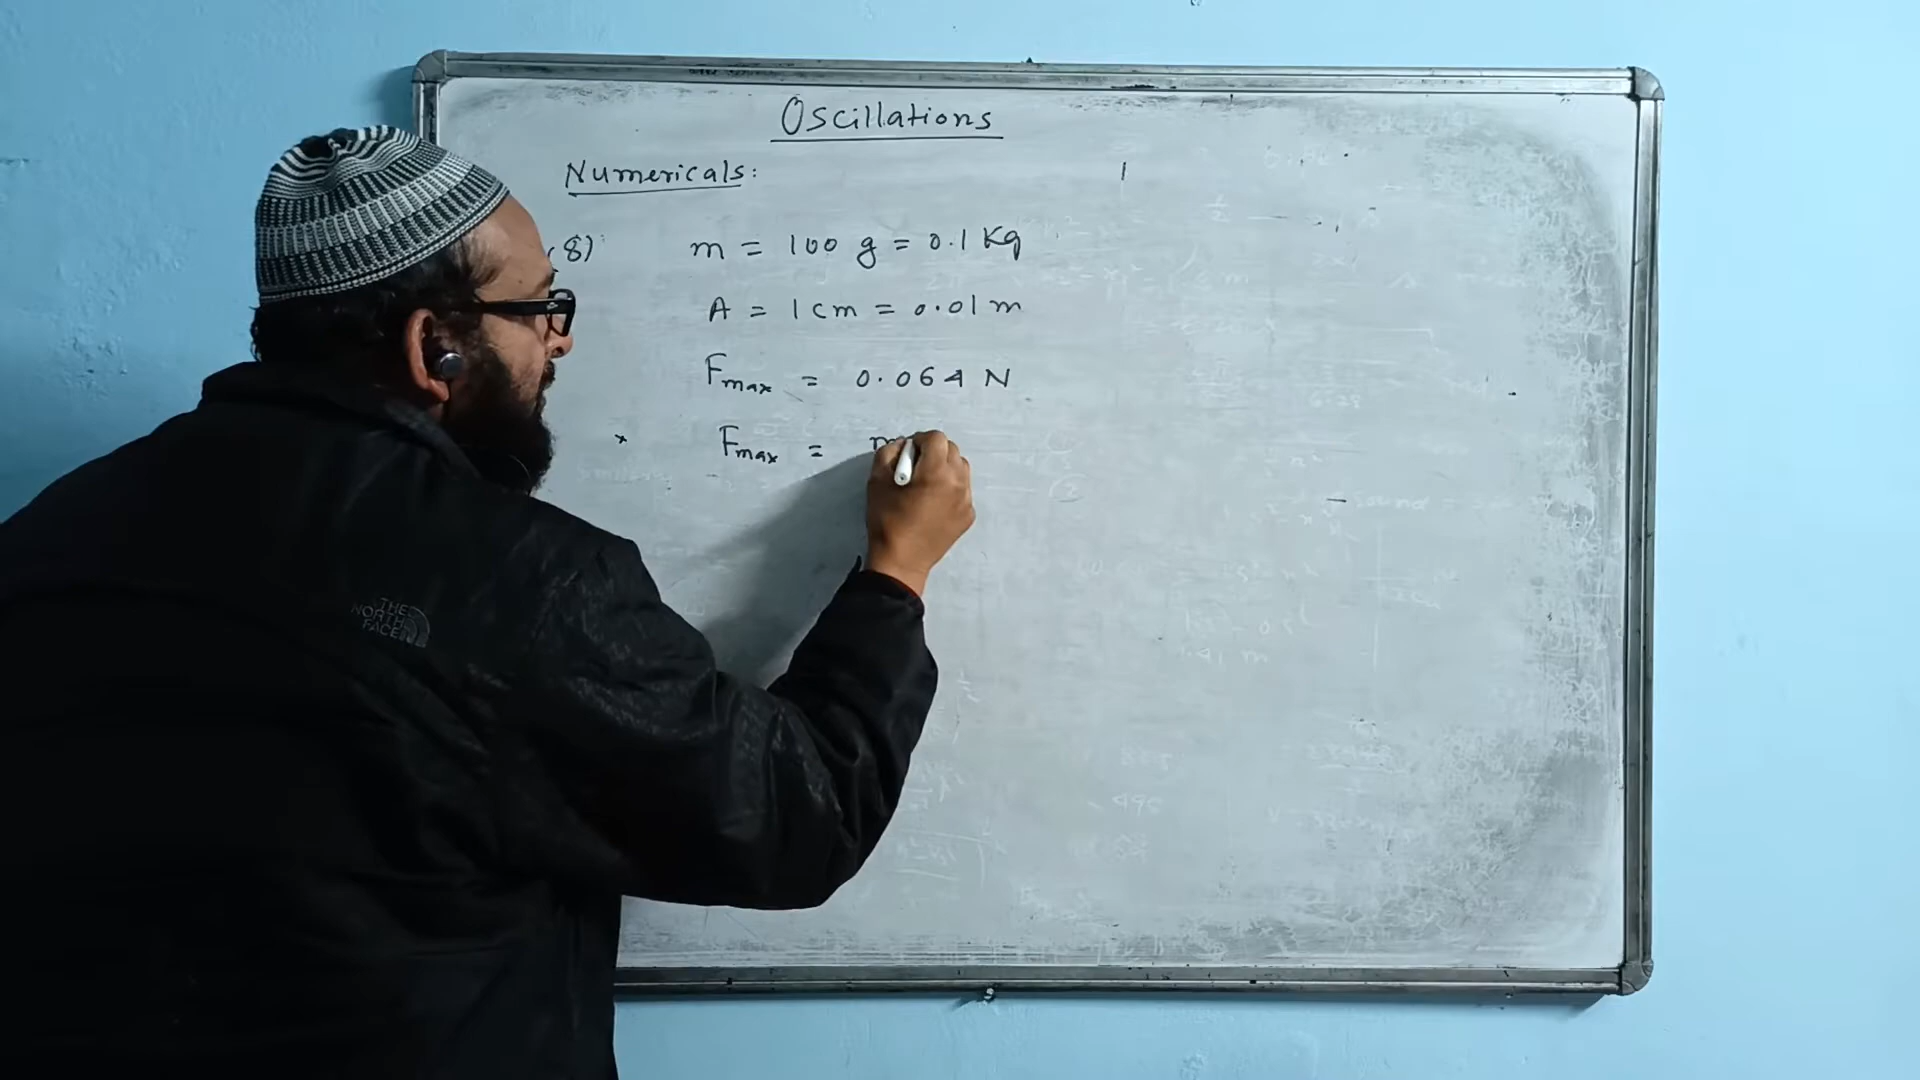 Oscillations
Numericals:
(8) m = 100 g = 0.1 Kg
A = 1 cm = 0.01 m
Fmax = 0.064 N
* Fmax = m
THE NORTH FACE